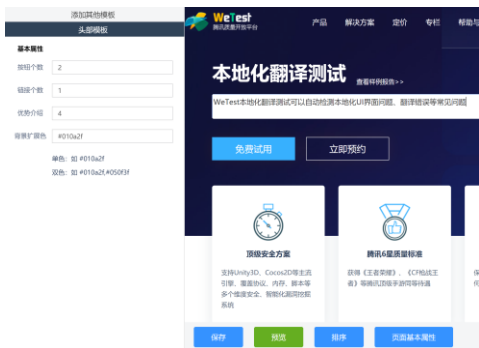 添加其他模板
头部模板
基本属性
按钮个数 2
链接个数 1
优势介绍 4
背景扩展色 #010a2f
单色：如 #010a2f
双色：如 #010a2f,#050f3f
WeTest
腾讯质量开放平台
产品 解决方案 定价 专栏 帮助与
本地化翻译测试 查看样例报告>>
WeTest本地化翻译测试可以自动检测本地化UI界面问题、翻译错误等常见问题
免费试用 立即预约
顶级安全方案
支持Unity3D、Cocos2D等主流
引擎，覆盖协议、内存、脚本等
多个维度安全、智能化漏洞挖掘
系统
腾讯6星质量标准
获得《王者荣耀》、《CF枪战王
者》等腾讯顶级手游同等待遇
保存 预览 排序 页面基本属性